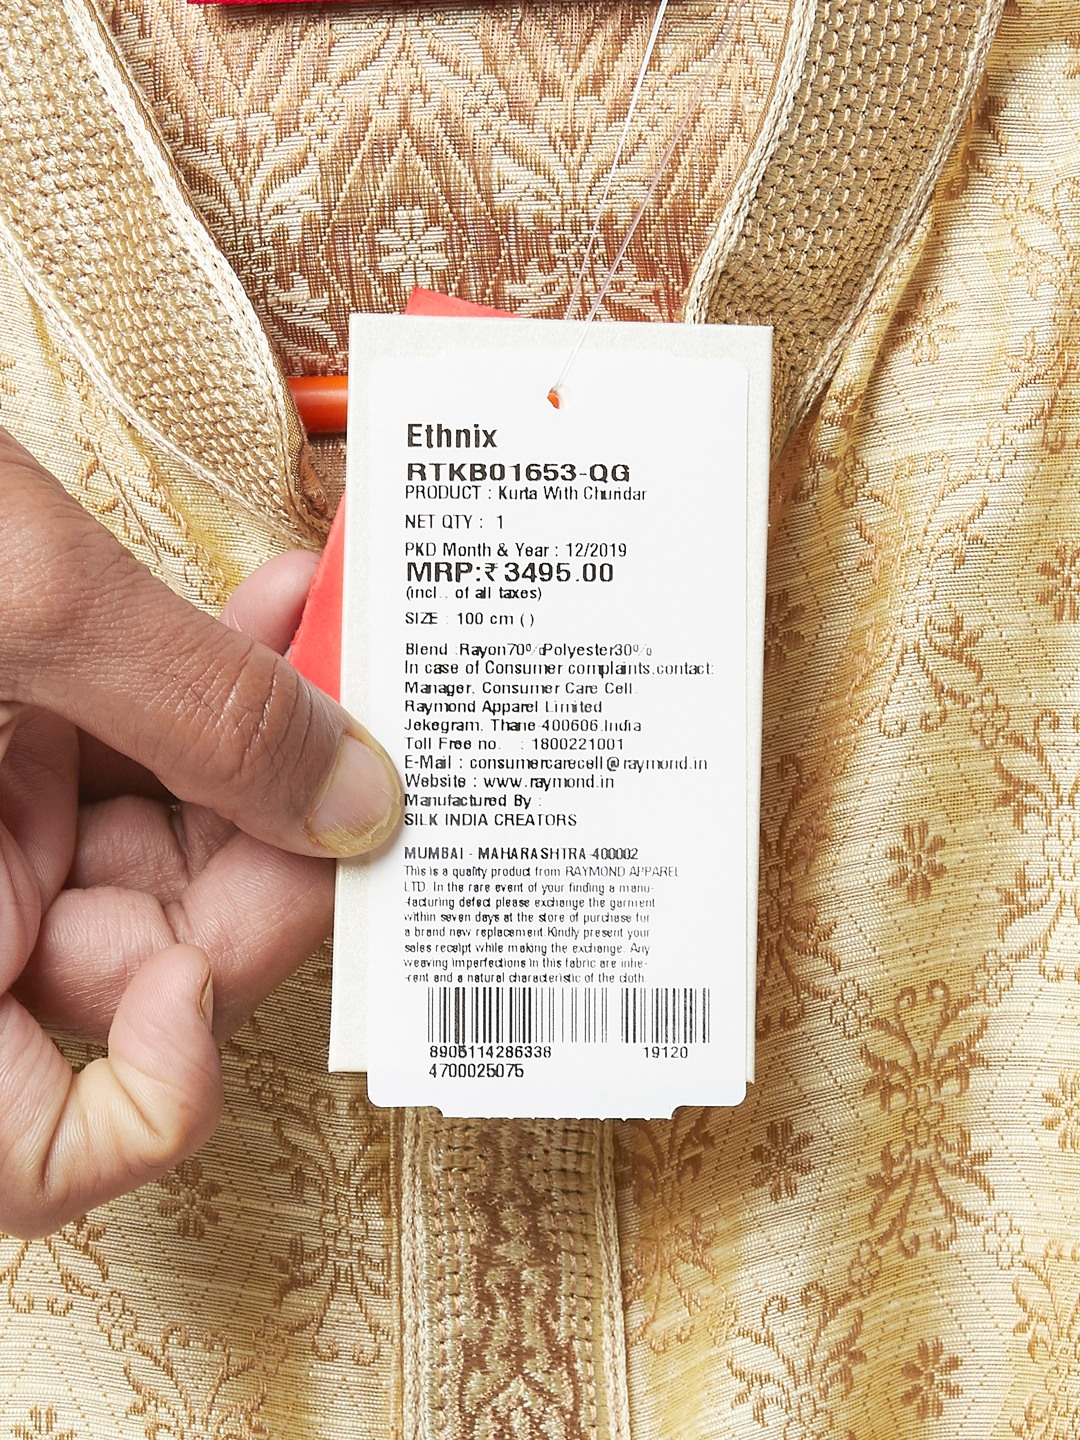 Ethnix
RTKB01653-QG
PRODUCT : Kurta With Churidar
NET QTY : 1
PKD Month & Year : 12/2019
MRP:₹3495.00
(incl.. of all taxes)
SIZE : 100 cm ( )
Blend :Rayon70%Polyester30%
In case of Consumer complaints,contact:
Manager, Consumer Care Cell.
Raymond Apparel Limited
Jekegram, Thane-400606,India
Toll Free no. : 1800221001
E-Mail : consumercarecell@raymond.in
Website : www.raymond.in
Manufactured By :
SILK INDIA CREATORS
MUMBAI - MAHARASHTRA-400002
This is a quality product from RAYMOND APPAREL
LTD. In the rare event of your finding a manu-
-facturing defect please exchange the garment
within seven days at the store of purchase for
a brand new replacement.Kindly present your
sales receipt while making the exchange. Any
weaving imperfections in this fabric are inhe-
-rent and a natural characteristic of the cloth.
8905114286338 19120
4700025075